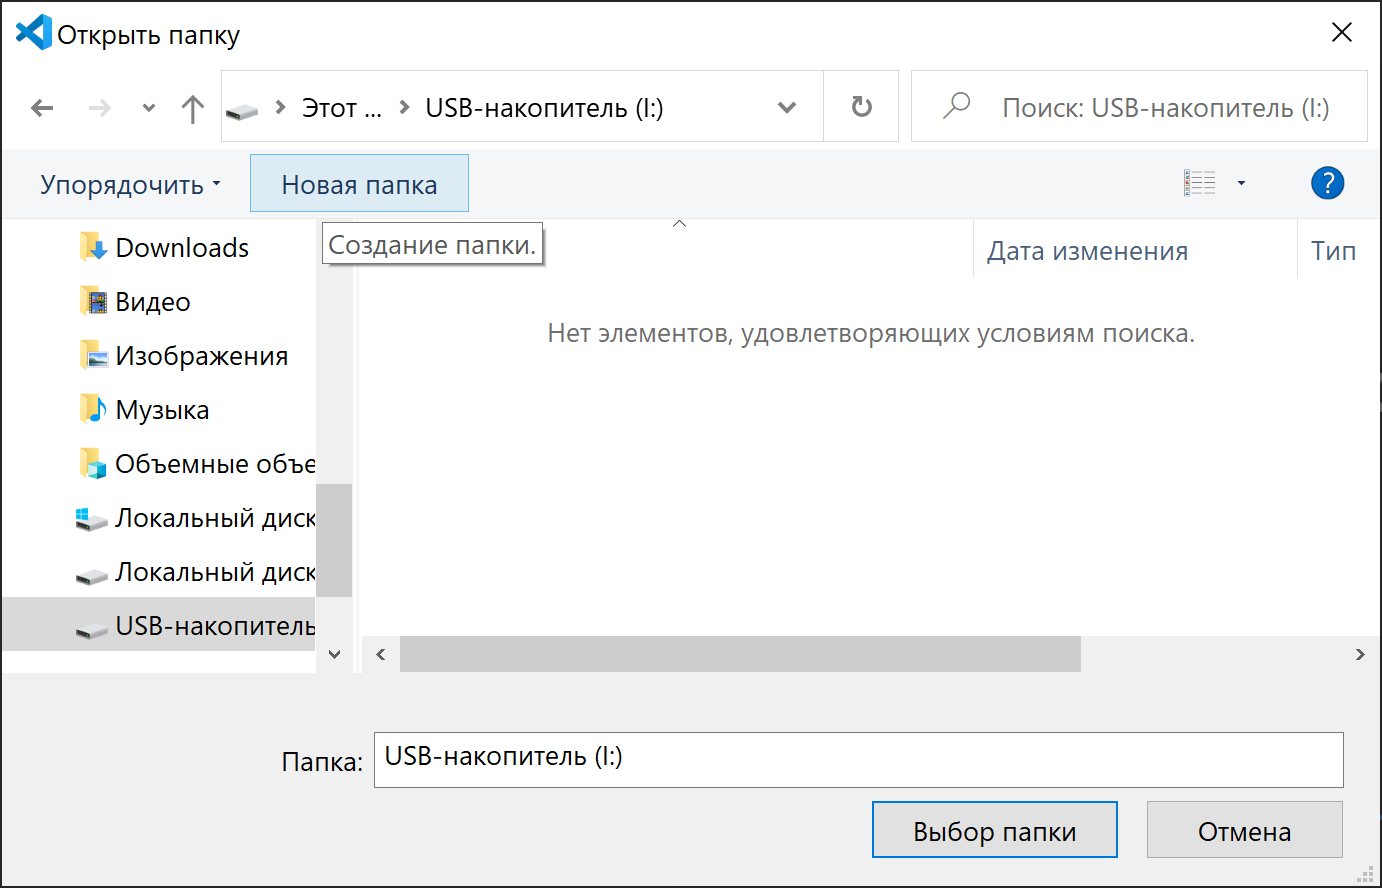 Открыть папку
Этот ... USB-накопитель (I:)
Поиск: USB-накопитель (I:)
Упорядочить
Новая папка
?
Создание папки.
Дата изменения
Тип
Нет элементов, удовлетворяющих условиям поиска.
Downloads
Видео
Изображения
Музыка
Объемные объе
Локальный диск
Локальный диск
USB-накопитель
Папка: USB-накопитель (I:)
Выбор папки
Отмена